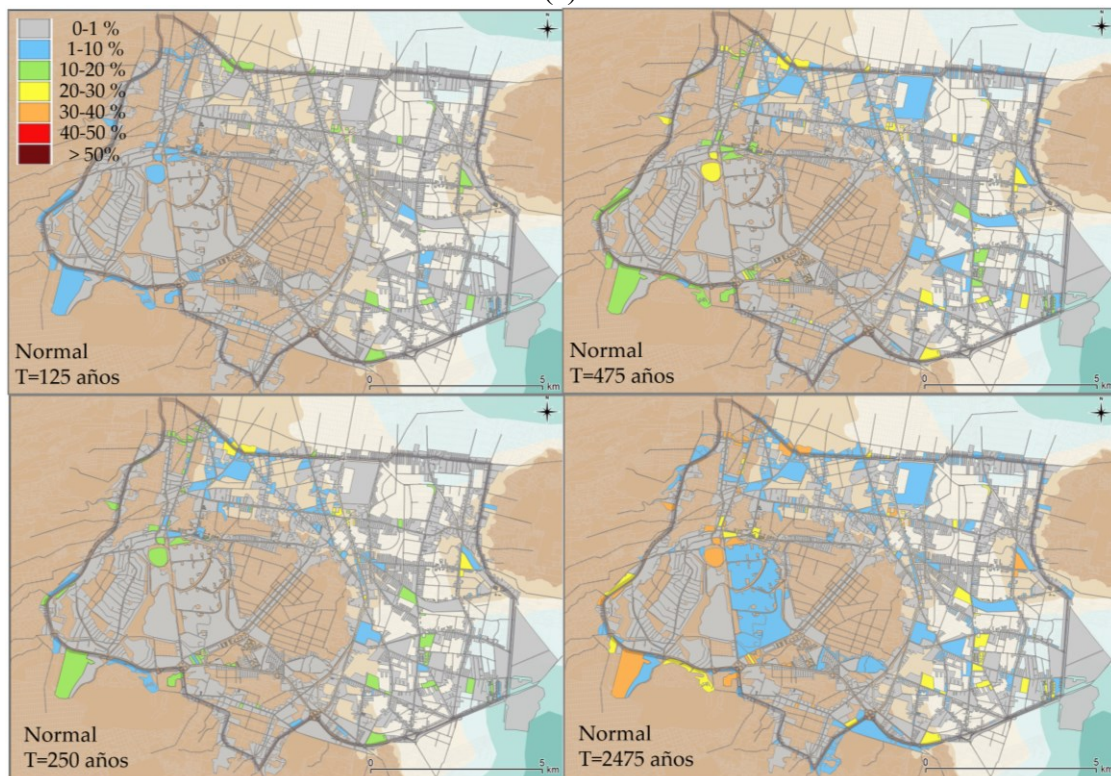 0-1 %
1-10 %
10-20 %
20-30 %
30-40 %
40-50 %
> 50%
Normal
T=125 años
0 5
km
Normal
T=475 años
0 5
km
Normal
T=250 años
0 5
km
Normal
T=2475 años
0 5
km